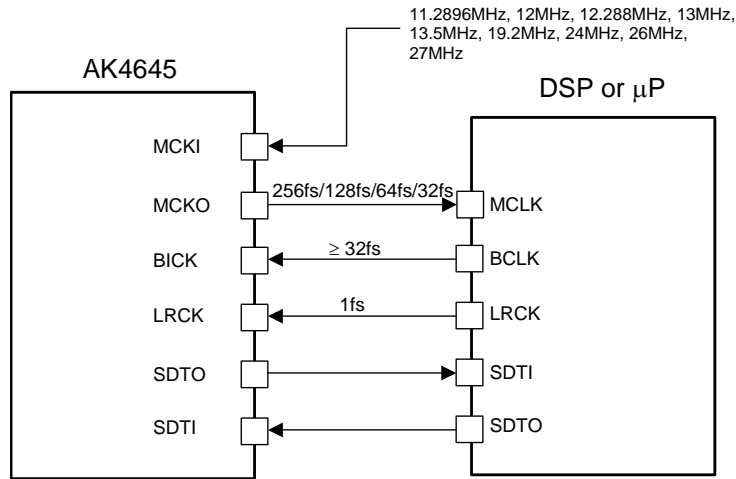 11.2896MHz, 12MHz, 12.288MHz, 13MHz,
13.5MHz, 19.2MHz, 24MHz, 26MHz,
27MHz
AK4645
DSP or μP
MCKI
MCKO
256fs/128fs/64fs/32fs
MCLK
BICK
≥ 32fs
BCLK
LRCK
1fs
LRCK
SDTO
SDTI
SDTI
SDTO